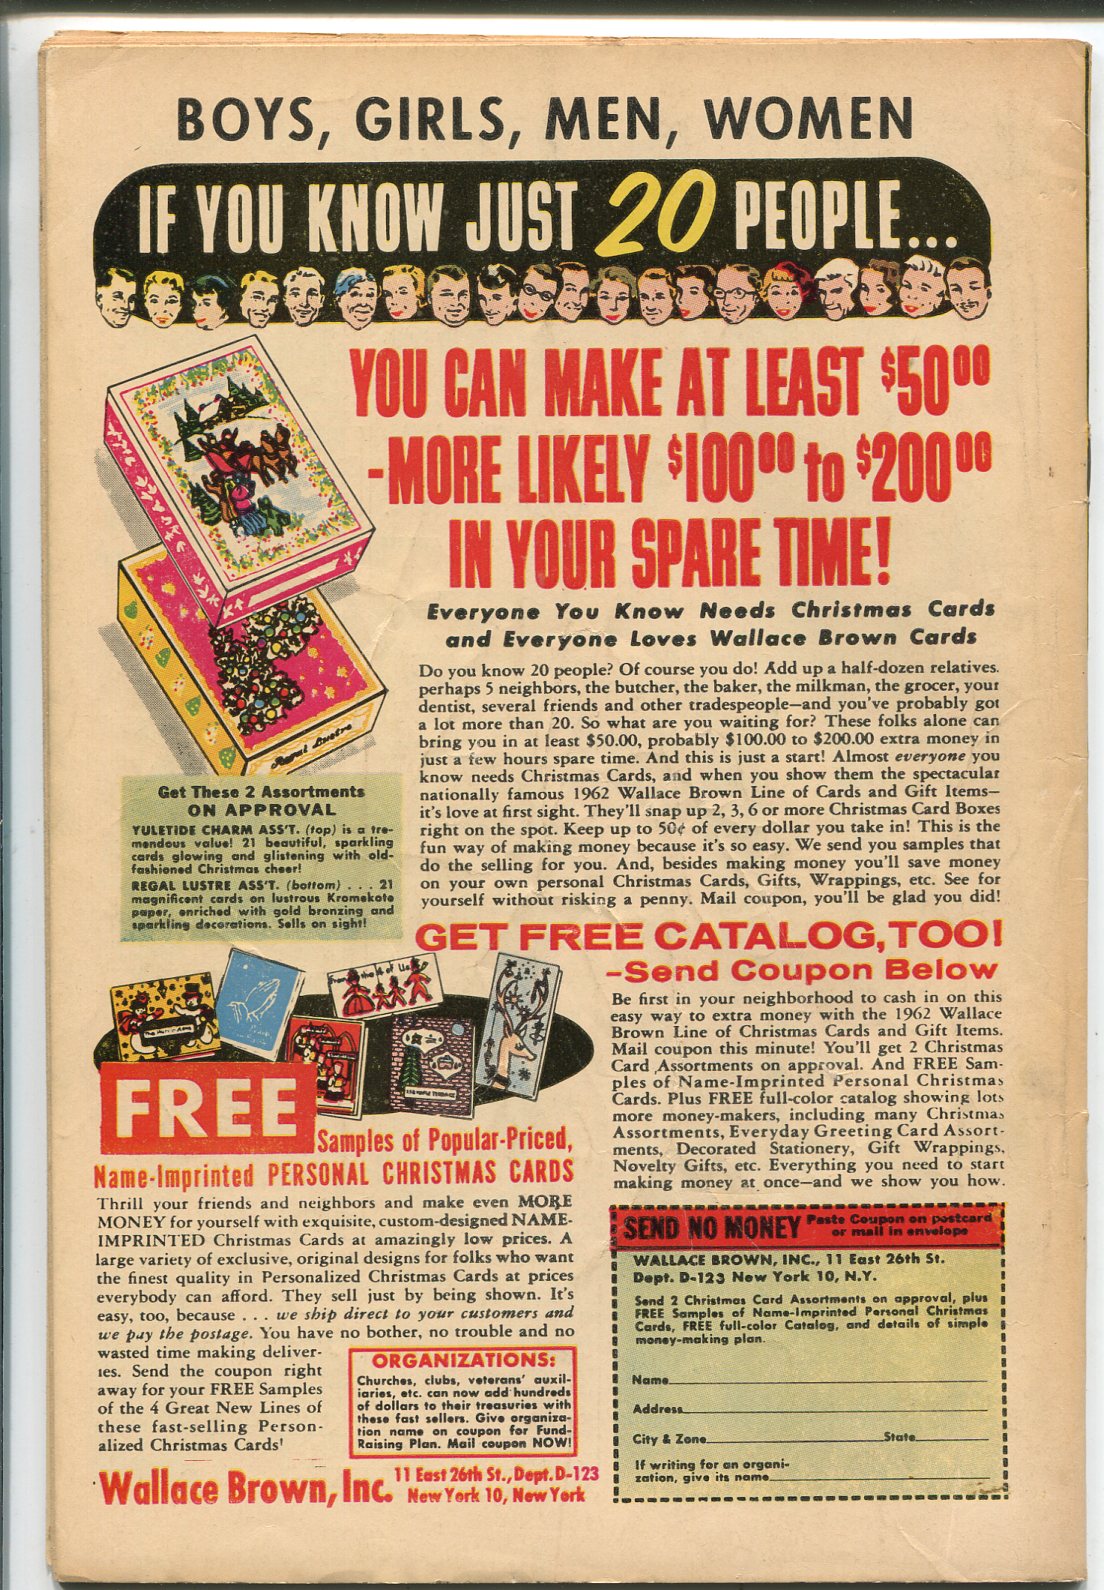 BOYS, GIRLS, MEN, WOMEN
IF YOU KNOW JUST 20 PEOPLE...
YOU CAN MAKE AT LEAST $50.00
-MORE LIKELY $100.00 to $200.00
IN YOUR SPARE TIME!
Everyone You Know Needs Christmas Cards
and Everyone Loves Wallace Brown Cards
Do you know 20 people? Of course you do! Add up a half-dozen relatives.
perhaps 5 neighbors, the butcher, the baker, the milkman, the grocer, your
dentist, several friends and other tradespeople—and you've probably got
a lot more than 20. So what are you waiting for? These folks alone can
bring you in at least $50.00, probably $100.00 to $200.00 extra money in
just a few hours spare time. And this is just a start! Almost everyone you
know needs Christmas Cards, and when you show them the spectacular
nationally famous 1962 Wallace Brown Line of Cards and Gift Items—
it's love at first sight. They'll snap up 2, 3, 6 or more Christmas Card Boxes
right on the spot. Keep up to 50¢ of every dollar you take in! This is the
fun way of making money because it's so easy. We send you samples that
do the selling for you. And, besides making money you'll save money
on your own personal Christmas Cards, Gifts, Wrappings, etc. See for
yourself without risking a penny. Mail coupon, you'll be glad you did!
Regal Lustre
Get These 2 Assortments
ON APPROVAL
YULETIDE CHARM ASS'T. (top) is a tre-
mendous value! 21 beautiful, sparkling
cards glowing and glistening with old-
fashioned Christmas cheer!
REGAL LUSTRE ASS'T. (bottom) . . . 21
magnificent cards on lustrous Kromekote
paper, enriched with gold bronzing and
sparkling decorations. Sells on sight!
GET FREE CATALOG, TOO!
-Send Coupon Below
Be first in your neighborhood to cash in on this
easy way to extra money with the 1962 Wallace
Brown Line of Christmas Cards and Gift Items.
Mail coupon this minute! You'll get 2 Christmas
Card Assortments on approval. And FREE Sam-
ples of Name-Imprinted Personal Christmas
Cards. Plus FREE full-color catalog showing lots
more money-makers, including many Christmas
Assortments, Everyday Greeting Card Assort-
ments, Decorated Stationery, Gift Wrappings,
Novelty Gifts, etc. Everything you need to start
making money at once—and we show you how.
From the 4 of Us
FREE
Samples of Popular-Priced,
Name-Imprinted PERSONAL CHRISTMAS CARDS
Thrill your friends and neighbors and make even MORE
MONEY for yourself with exquisite, custom-designed NAME-
IMPRINTED Christmas Cards at amazingly low prices. A
large variety of exclusive, original designs for folks who want
the finest quality in Personalized Christmas Cards at prices
everybody can afford. They sell just by being shown. It's
easy, too, because . . . we ship direct to your customers and
we pay the postage. You have no bother, no trouble and no
wasted time making deliver-
ies. Send the coupon right
away for your FREE Samples
of the 4 Great New Lines of
these fast-selling Person-
alized Christmas Cards!
ORGANIZATIONS:
Churches, clubs, veterans' auxil-
iaries, etc. can now add hundreds
of dollars to their treasuries with
these fast sellers. Give organiza-
tion name on coupon for Fund-
Raising Plan. Mail coupon NOW!
Wallace Brown, Inc. 11 East 26th St., Dept. D-123
New York 10, New York
SEND NO MONEY Paste Coupon on postcard
or mail in envelope
WALLACE BROWN, INC., 11 East 26th St.
Dept. D-123 New York 10, N.Y.
Send 2 Christmas Card Assortments on approval, plus
FREE Samples of Name-Imprinted Personal Christmas
Cards, FREE full-color Catalog, and details of simple
money-making plan.
Name
Address
City & Zone State
If writing for an organi-
zation, give its name